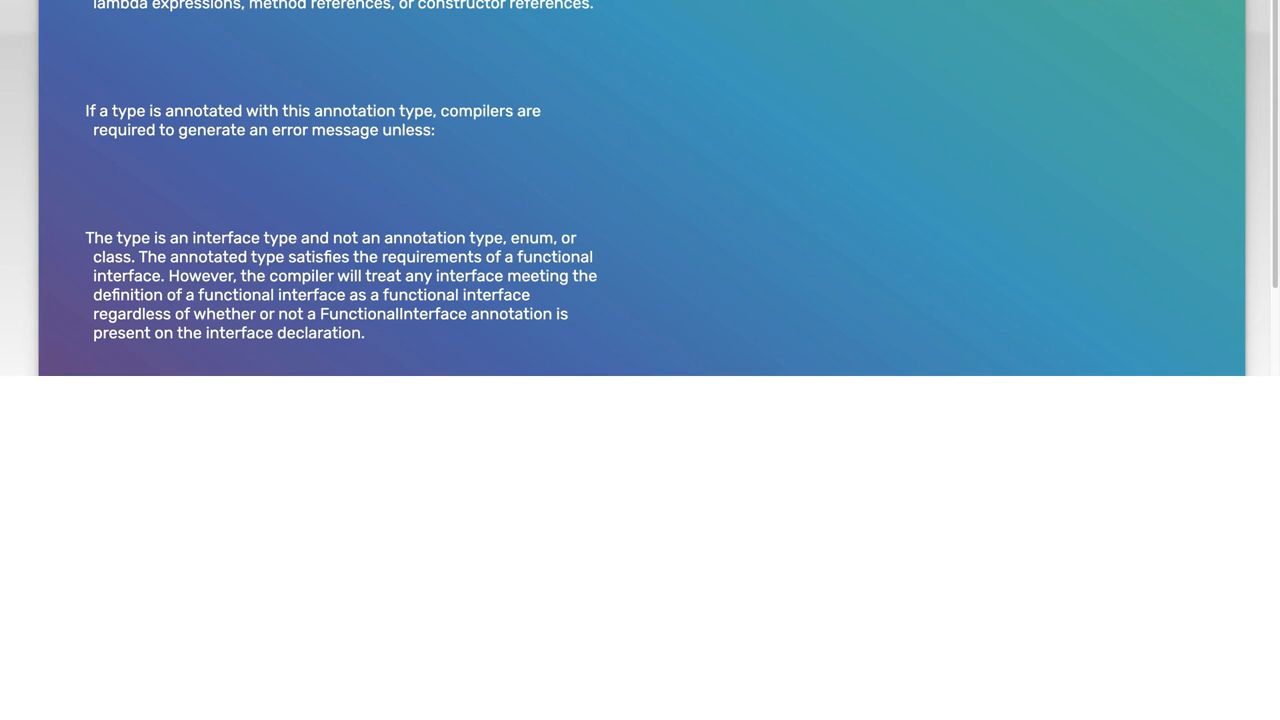 lambda expressions, method references, or constructor references.
If a type is annotated with this annotation type, compilers are
required to generate an error message unless:
The type is an interface type and not an annotation type, enum, or
class. The annotated type satisfies the requirements of a functional
interface. However, the compiler will treat any interface meeting the
definition of a functional interface as a functional interface
regardless of whether or not a FunctionalInterface annotation is
present on the interface declaration.